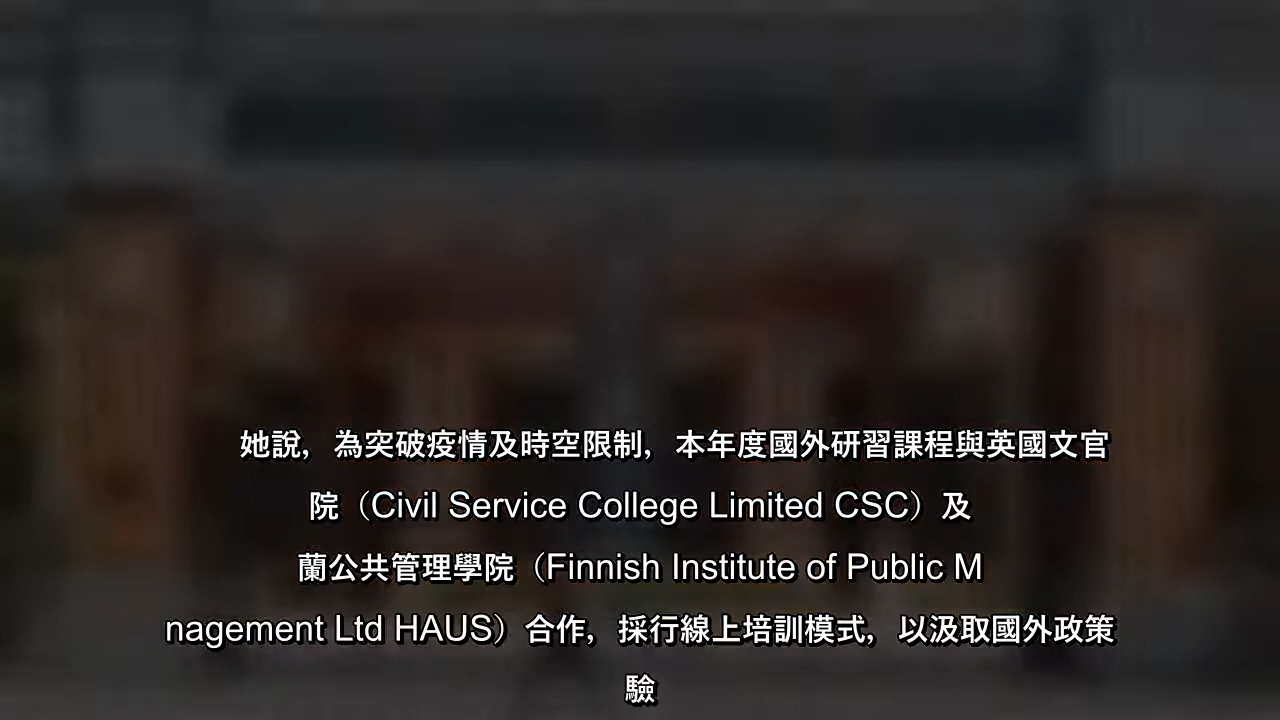 她說，為突破疫情及時空限制，本年度國外研習課程與英國文官
院（Civil Service College Limited CSC）及
蘭公共管理學院（Finnish Institute of Public M
nagement Ltd HAUS）合作，採行線上培訓模式，以汲取國外政策
驗